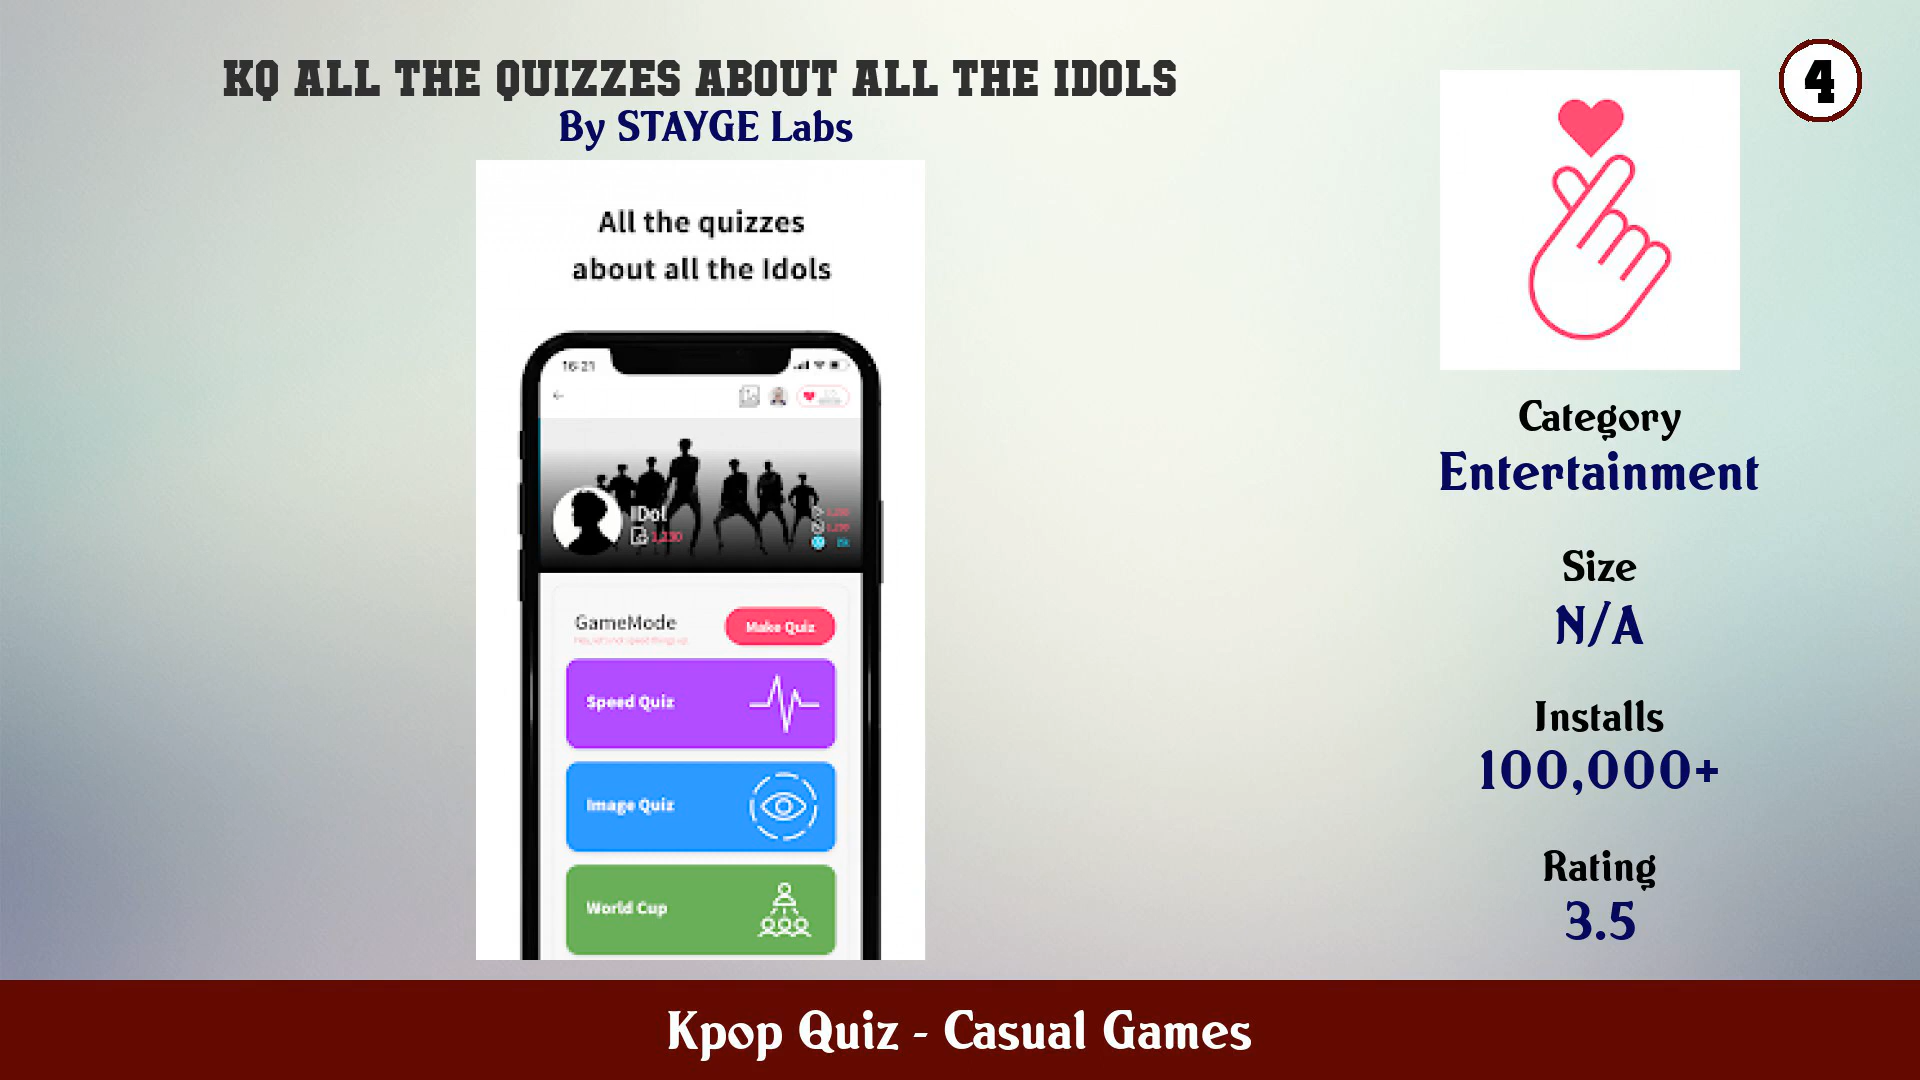 KQ ALL THE QUIZZES ABOUT ALL THE IDOLS
By STAYGE Labs
4
All the quizzes
about all the Idols
16:21
IDol
1,230
GameMode
Make Quiz
Speed Quiz
Image Quiz
World Cup
Category
Entertainment
Size
N/A
Installs
100,000+
Rating
3.5
Kpop Quiz - Casual Games